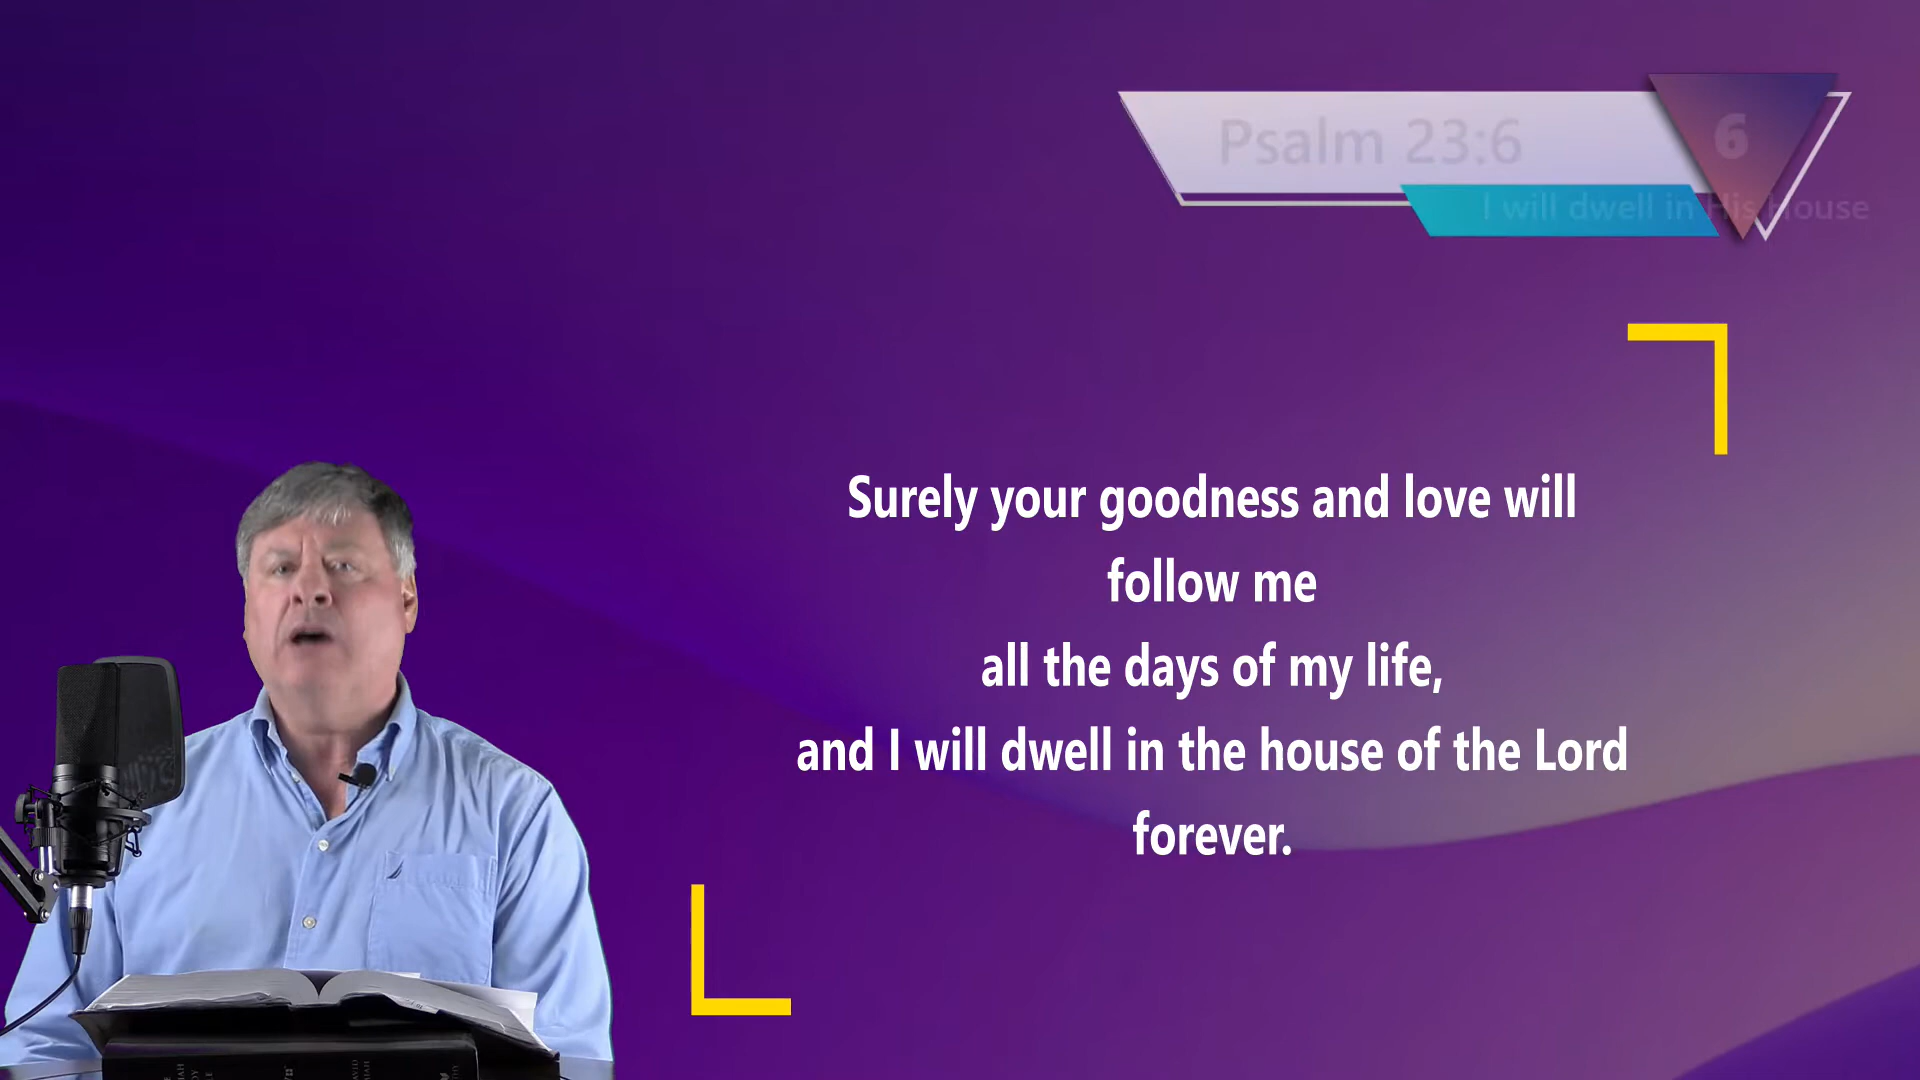 Psalm 23:6
6
I will dwell in His House
Surely your goodness and love will
follow me
all the days of my life,
and I will dwell in the house of the Lord
forever.